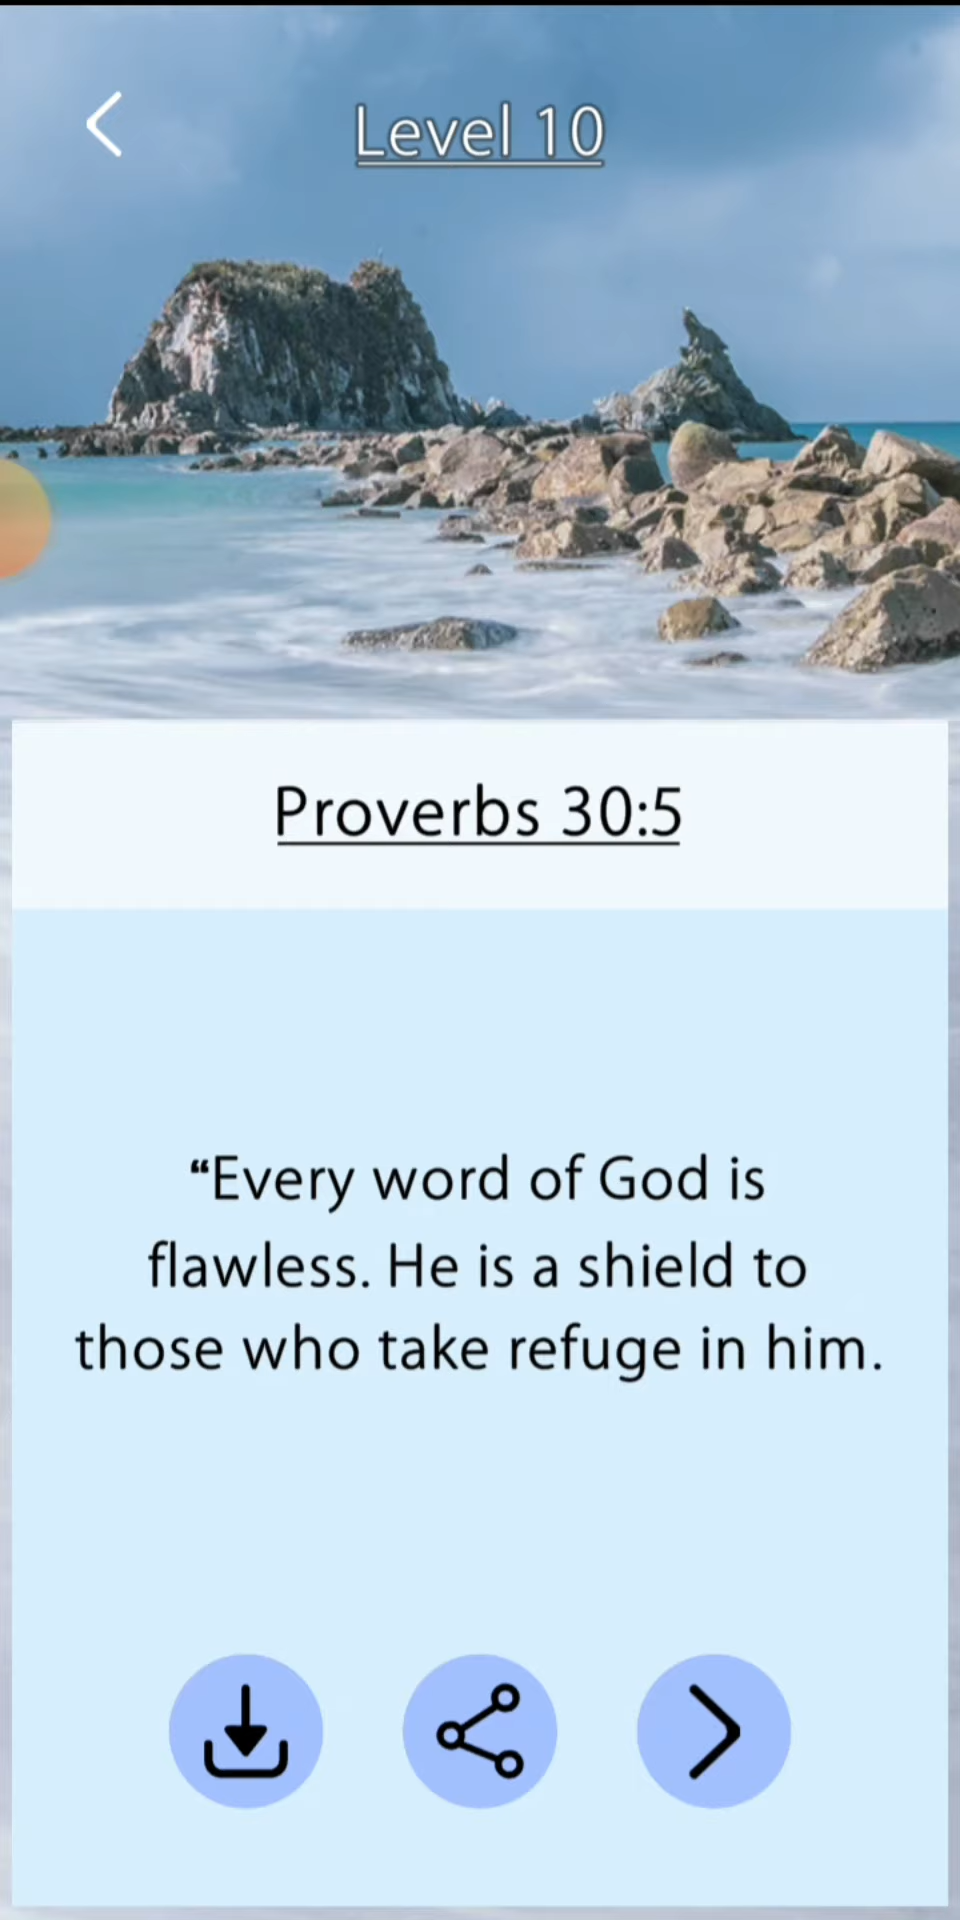 Level 10
Proverbs 30:5
“Every word of God is
flawless. He is a shield to
those who take refuge in him.